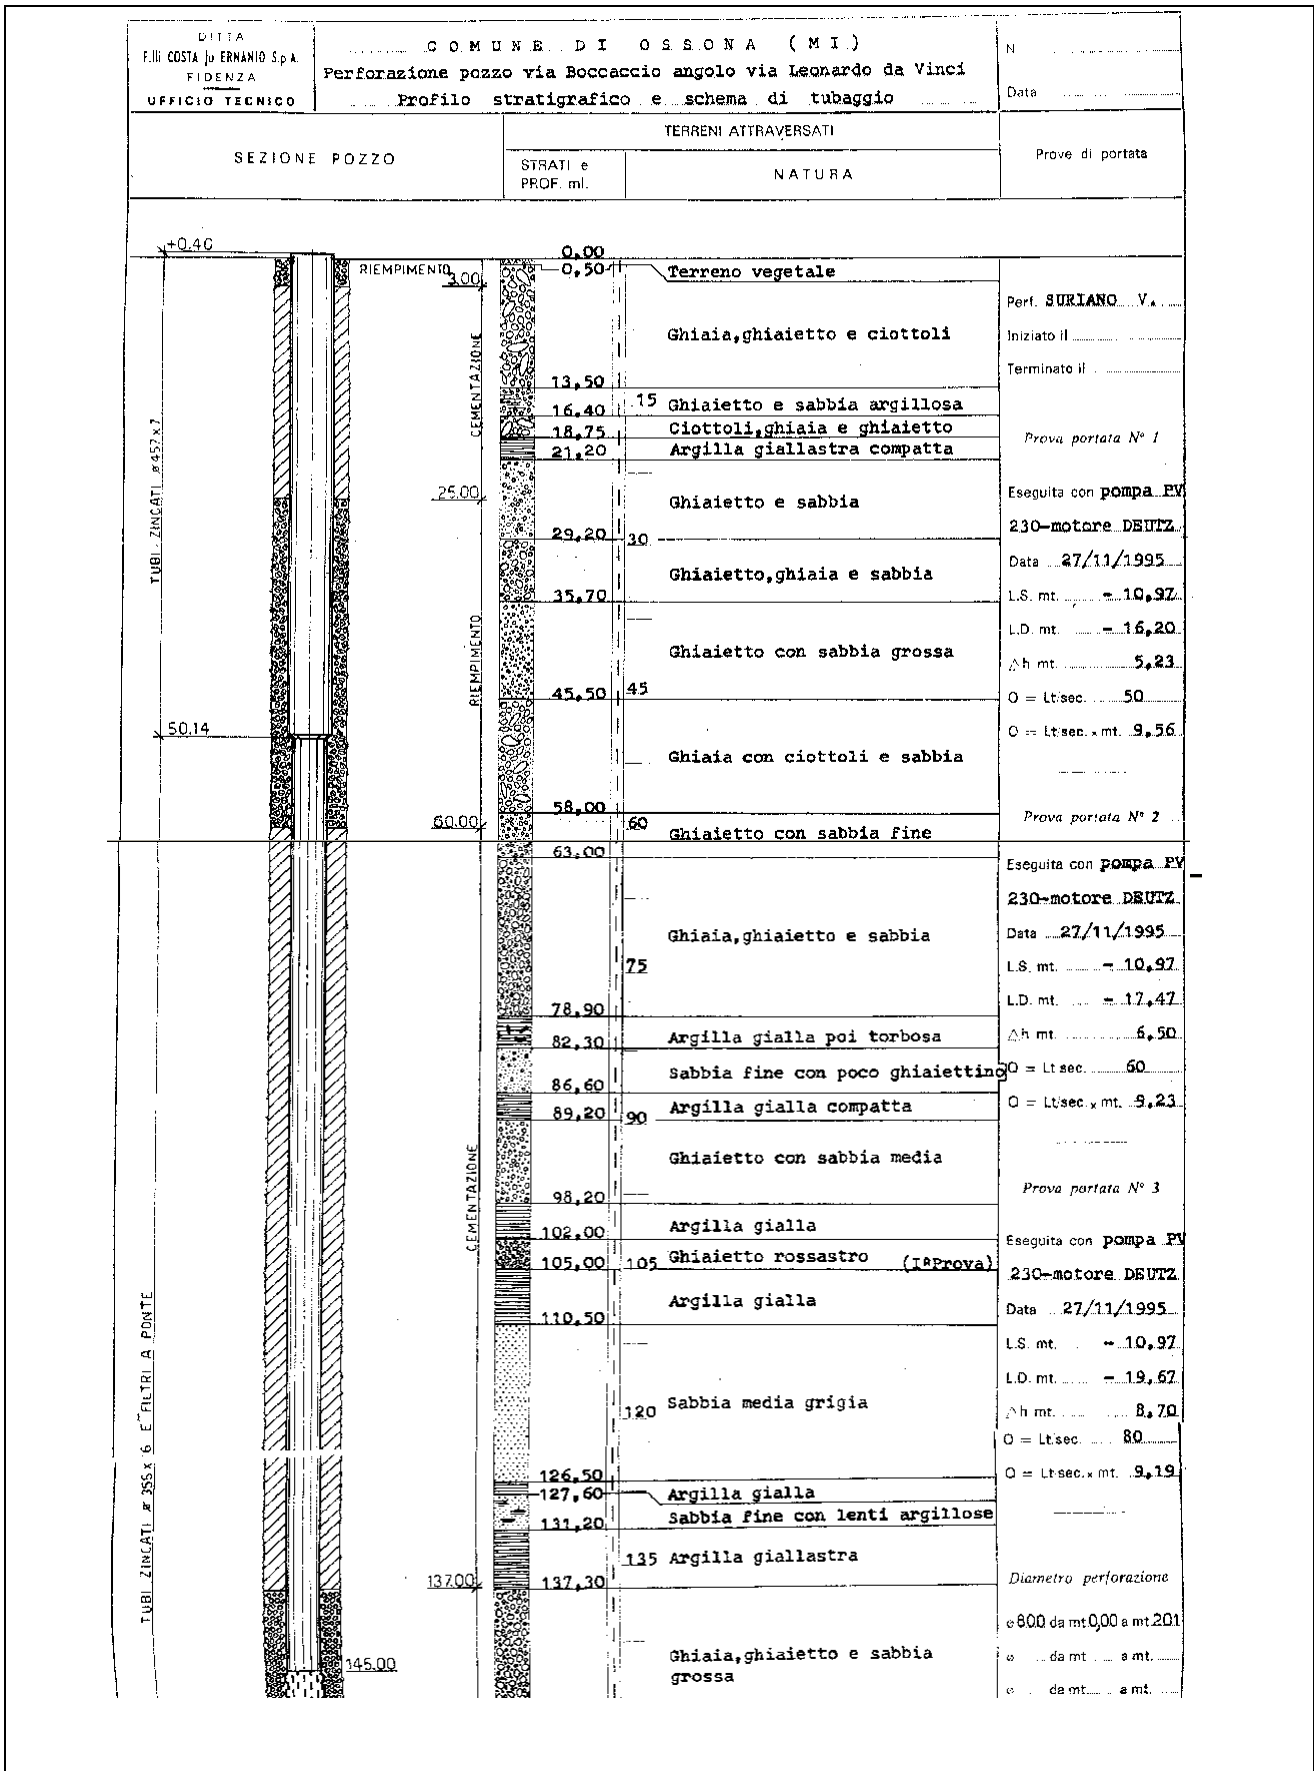 DITTA
F.lli COSTA fu ERNANIO S.p.A.
FIDENZA
UFFICIO TECNICO
COMUNE DI OSSONA (MI)
Perforazione pozzo via Boccaccio angolo via Leonardo da Vinci
Profilo stratigrafico e schema di tubaggio
N
Data
SEZIONE POZZO
TERRENI ATTRAVERSATI
STRATI e
PROF. ml.
NATURA
Prove di portata
+0.40
TUBI ZINCATI ø457x7
50.14
TUBI ZINCATI ø 355x6 E FILTRI A PONTE
RIEMPIMENTO
3.00
CEMENTAZIONE
25.00
RIEMPIMENTO
60.00
CEMENTAZIONE
137.00
145.00
0,00
0,50 Terreno vegetale
Ghiaia,ghiaietto e ciottoli
13,50
15 Ghiaietto e sabbia argillosa
16,40
Ciottoli,ghiaia e ghiaietto
18,75
Argilla giallastra compatta
21,20
Ghiaietto e sabbia
29,20 30
Ghiaietto,ghiaia e sabbia
35,70
Ghiaietto con sabbia grossa
45,50 45
Ghiaia con ciottoli e sabbia
58,00
60 Ghiaietto con sabbia fine
63,00
Ghiaia,ghiaietto e sabbia
75
78,90
Argilla gialla poi torbosa
82,30
Sabbia fine con poco ghiaiettino
86,60
Argilla gialla compatta
89,20 90
Ghiaietto con sabbia media
98,20
Argilla gialla
102,00
Ghiaietto rossastro (IªProva)
105,00 105
Argilla gialla
110,50
120 Sabbia media grigia
126,50
Argilla gialla
127,60
Sabbia fine con lenti argillose
131,20
135 Argilla giallastra
137,30
Ghiaia,ghiaietto e sabbia
grossa
Perf. SURIANO V.
Iniziato il
Terminato il
Prova portata N° 1
Eseguita con pompa PV
230-motore DEUTZ
Data 27/11/1995
L.S. mt. - 10,97
L.D. mt. - 16,20
△h mt. 5,23
Q = Lt/sec. 50
Q = Lt/sec. x mt. 9,56
Prova portata N° 2
Eseguita con pompa PV
230-motore DEUTZ
Data 27/11/1995
L.S. mt. - 10,97
L.D. mt. - 17,47
△h mt. 6,50
Q = Lt sec. 60
Q = Lt/sec. x mt. 9,23
Prova portata N° 3
Eseguita con pompa PV
230-motore DEUTZ
Data 27/11/1995
L.S. mt. - 10,97
L.D. mt. - 19,67
△h mt. 8,70
Q = Lt/sec. 80
Q = Lt/sec. x mt. 9,19
Diametro perforazione
ø 800 da mt. 0,00 a mt. 201
ø da mt. a mt.
ø da mt. a mt.